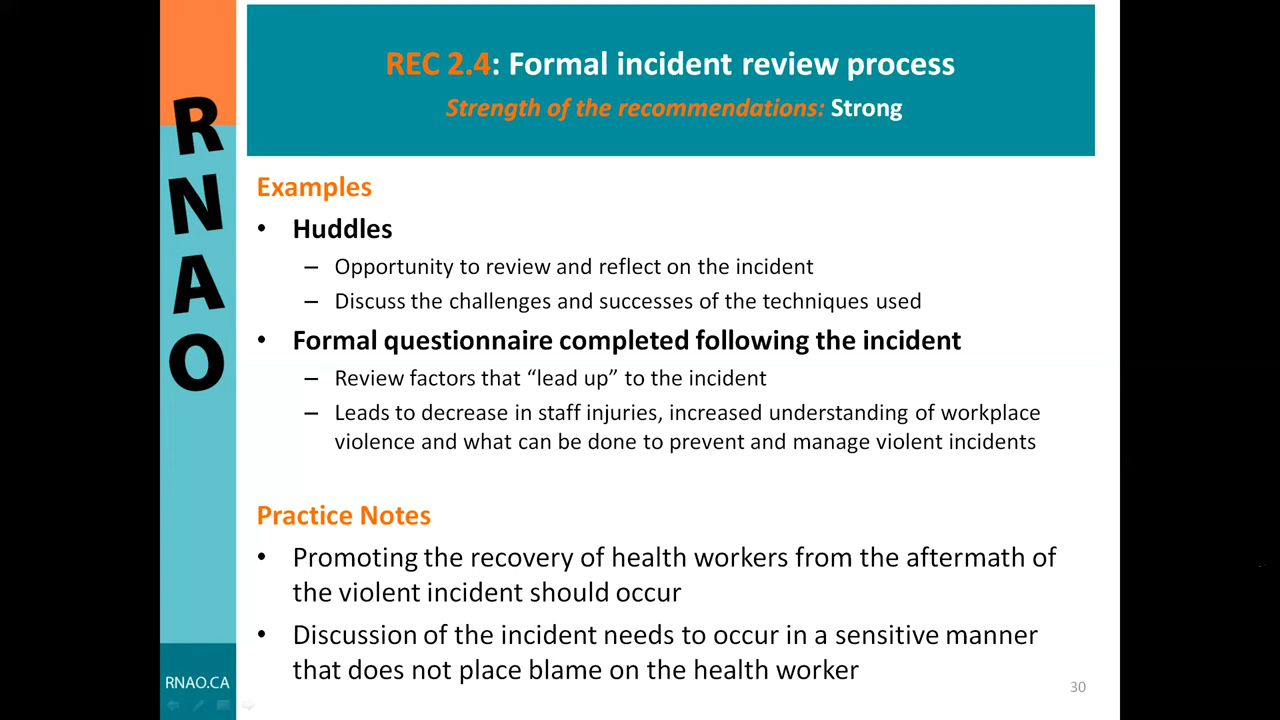 REC 2.4: Formal incident review process
Strength of the recommendations: Strong
R
N
A
O
Examples
• Huddles
– Opportunity to review and reflect on the incident
– Discuss the challenges and successes of the techniques used
• Formal questionnaire completed following the incident
– Review factors that “lead up” to the incident
– Leads to decrease in staff injuries, increased understanding of workplace
violence and what can be done to prevent and manage violent incidents
Practice Notes
• Promoting the recovery of health workers from the aftermath of
the violent incident should occur
• Discussion of the incident needs to occur in a sensitive manner
that does not place blame on the health worker
RNAO.CA
30